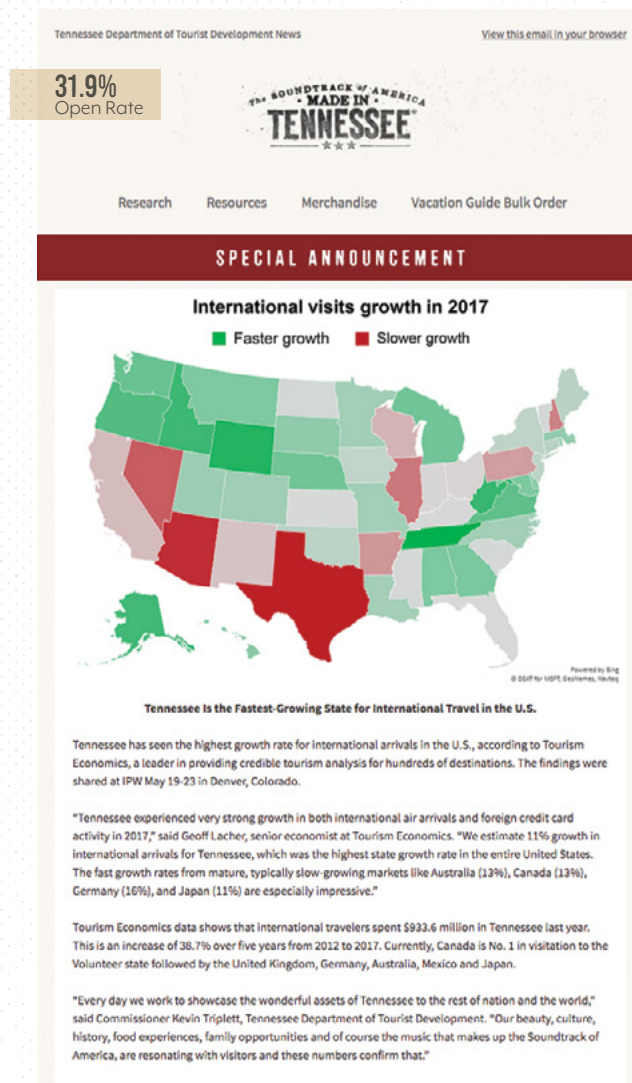 Tennessee Department of Tourist Development News
View this email in your browser
31.9%
Open Rate
The SOUNDTRACK of AMERICA
• MADE IN •
TENNESSEE
Research Resources Merchandise Vacation Guide Bulk Order
SPECIAL ANNOUNCEMENT
International visits growth in 2017
Faster growth Slower growth
Powered by Bing
© DSAT for MSFT, GeoNames, Navteq
Tennessee Is the Fastest-Growing State for International Travel in the U.S.
Tennessee has seen the highest growth rate for international arrivals in the U.S., according to Tourism
Economics, a leader in providing credible tourism analysis for hundreds of destinations. The findings were
shared at IPW May 19-23 in Denver, Colorado.
"Tennessee experienced very strong growth in both international air arrivals and foreign credit card
activity in 2017," said Geoff Lacher, senior economist at Tourism Economics. "We estimate 11% growth in
international arrivals for Tennessee, which was the highest state growth rate in the entire United States.
The fast growth rates from mature, typically slow-growing markets like Australia (13%), Canada (13%),
Germany (16%), and Japan (11%) are especially impressive."
Tourism Economics data shows that international travelers spent $933.6 million in Tennessee last year.
This is an increase of 38.7% over five years from 2012 to 2017. Currently, Canada is No. 1 in visitation to the
Volunteer state followed by the United Kingdom, Germany, Australia, Mexico and Japan.
"Every day we work to showcase the wonderful assets of Tennessee to the rest of nation and the world,"
said Commissioner Kevin Triplett, Tennessee Department of Tourist Development. "Our beauty, culture,
history, food experiences, family opportunities and of course the music that makes up the Soundtrack of
America, are resonating with visitors and these numbers confirm that."